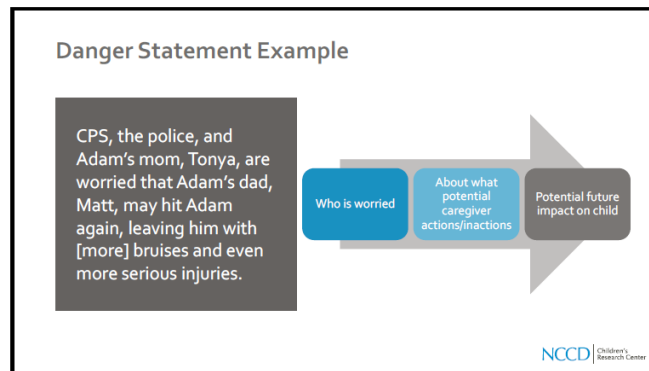 Danger Statement Example
CPS, the police, and
Adam's mom, Tonya, are
worried that Adam's dad,
Matt, may hit Adam
again, leaving him with
[more] bruises and even
more serious injuries.
Who is worried
About what
potential
caregiver
actions/inactions
Potential future
impact on child
NCCD
Children's
Research Center